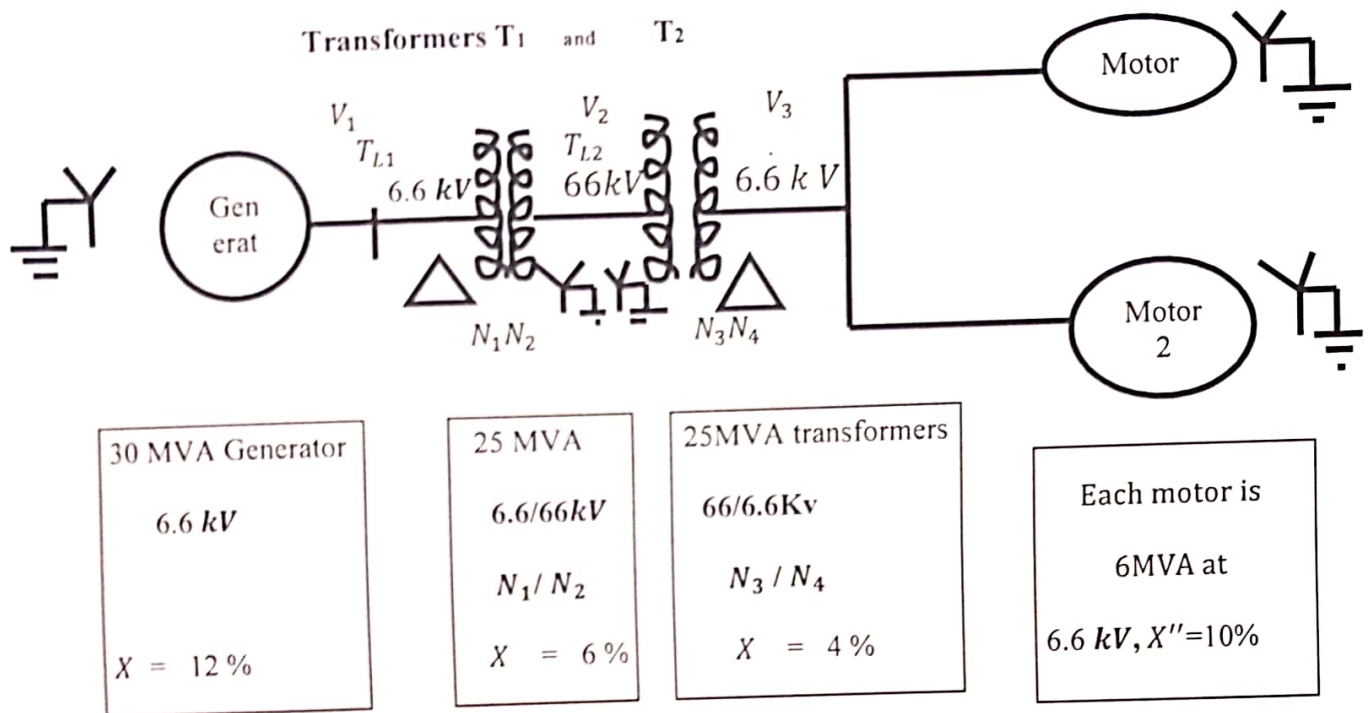 Transformers T1 and T2
V1
TL1
6.6 kV
V2
TL2
66kV
V3
6.6 k V
Gen
erat
Motor
Motor
2
N1N2
N3N4
30 MVA Generator
6.6 kV
X = 12 %
25 MVA
6.6/66kV
N1/ N2
X = 6 %
25MVA transformers
66/6.6Kv
N3 / N4
X = 4 %
Each motor is
6MVA at
6.6 kV, X''=10%